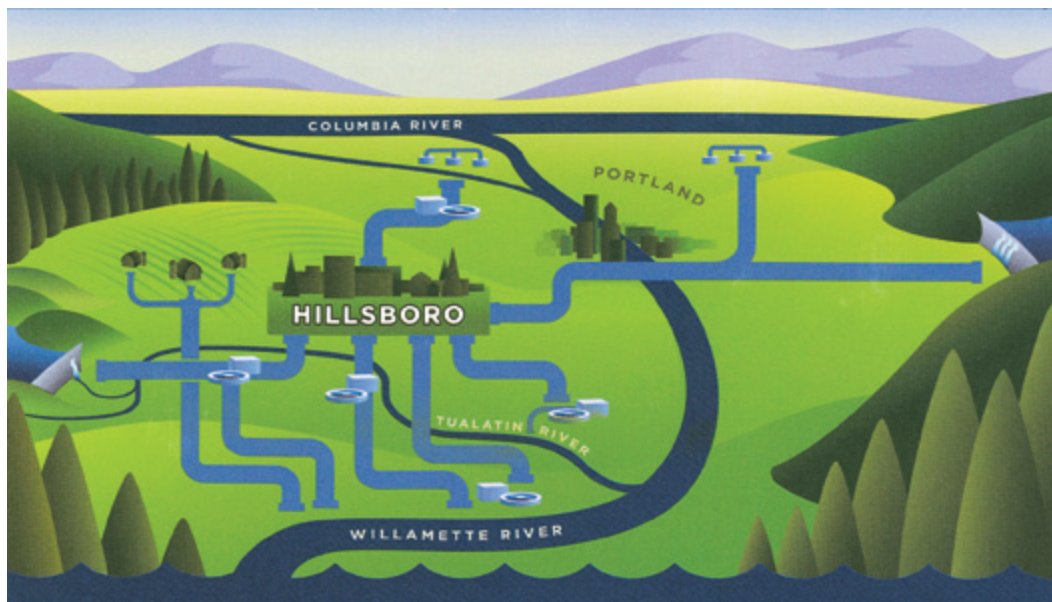 COLUMBIA RIVER
PORTLAND
HILLSBORO
TUALATIN RIVER
WILLAMETTE RIVER